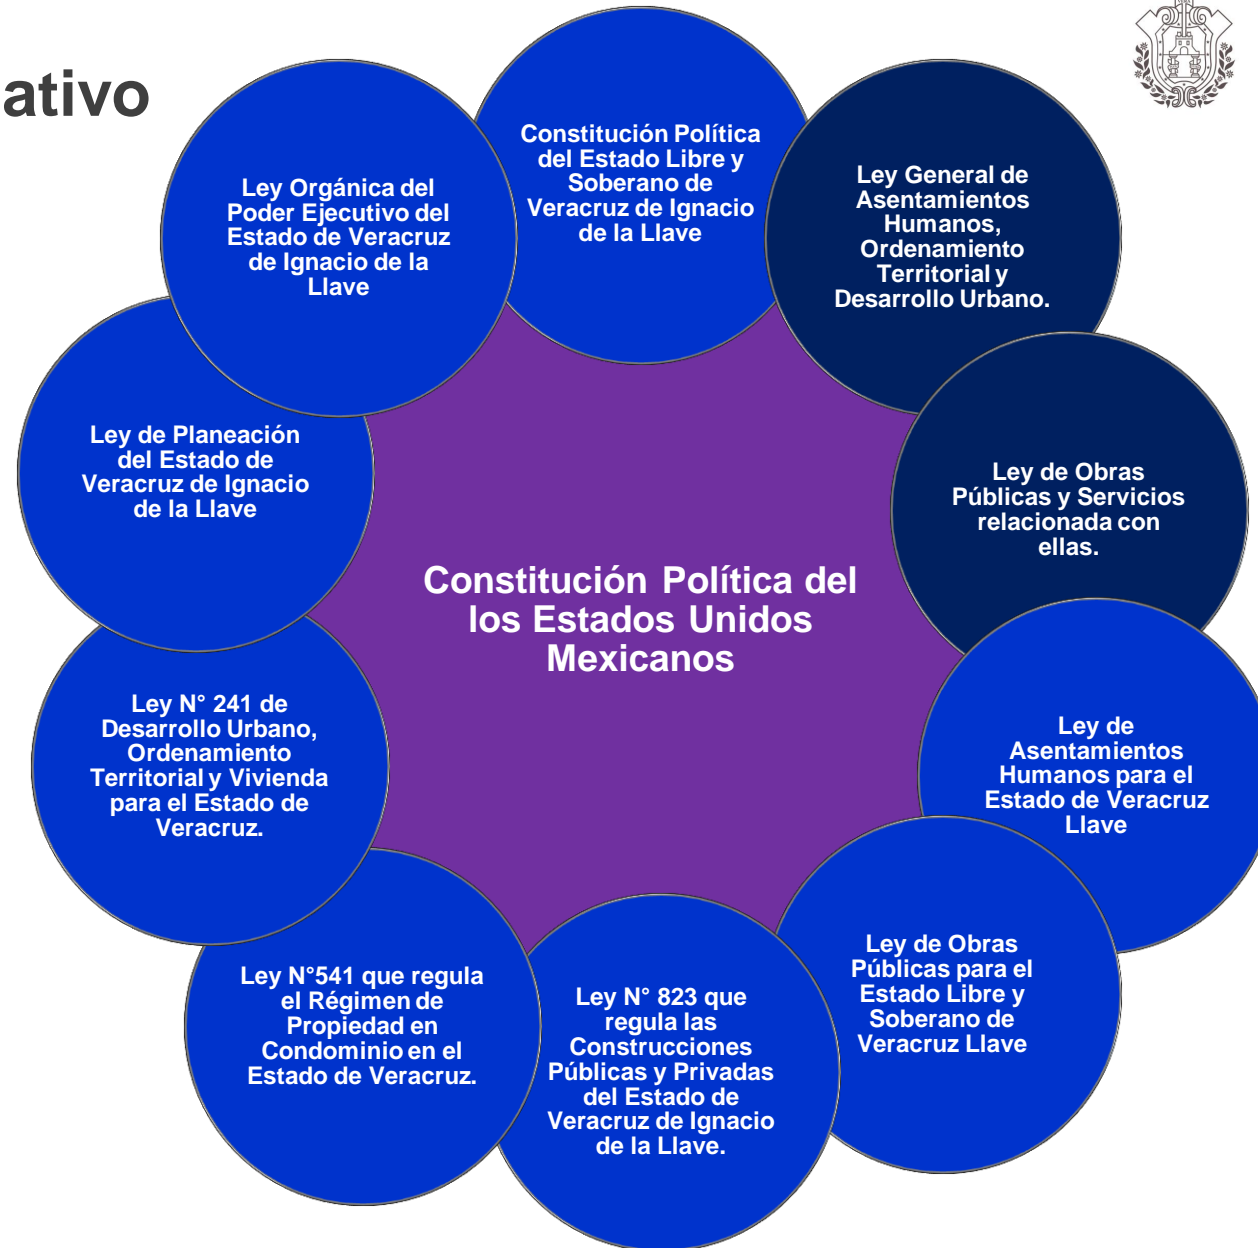 ativo
Constitución Política
del Estado Libre y
Soberano de
Veracruz de Ignacio
de la Llave
Ley General de
Asentamientos
Humanos,
Ordenamiento
Territorial y
Desarrollo Urbano.
Ley de Obras
Públicas y Servicios
relacionada con
ellas.
Ley de
Asentamientos
Humanos para el
Estado de Veracruz
Llave
Ley de Obras
Públicas para el
Estado Libre y
Soberano de
Veracruz Llave
Ley N° 823 que
regula las
Construcciones
Públicas y Privadas
del Estado de
Veracruz de Ignacio
de la Llave.
Ley N°541 que regula
el Régimen de
Propiedad en
Condominio en el
Estado de Veracruz.
Ley N° 241 de
Desarrollo Urbano,
Ordenamiento
Territorial y Vivienda
para el Estado de
Veracruz.
Ley de Planeación
del Estado de
Veracruz de Ignacio
de la Llave
Ley Orgánica del
Poder Ejecutivo del
Estado de Veracruz
de Ignacio de la
Llave
Constitución Política del
los Estados Unidos
Mexicanos